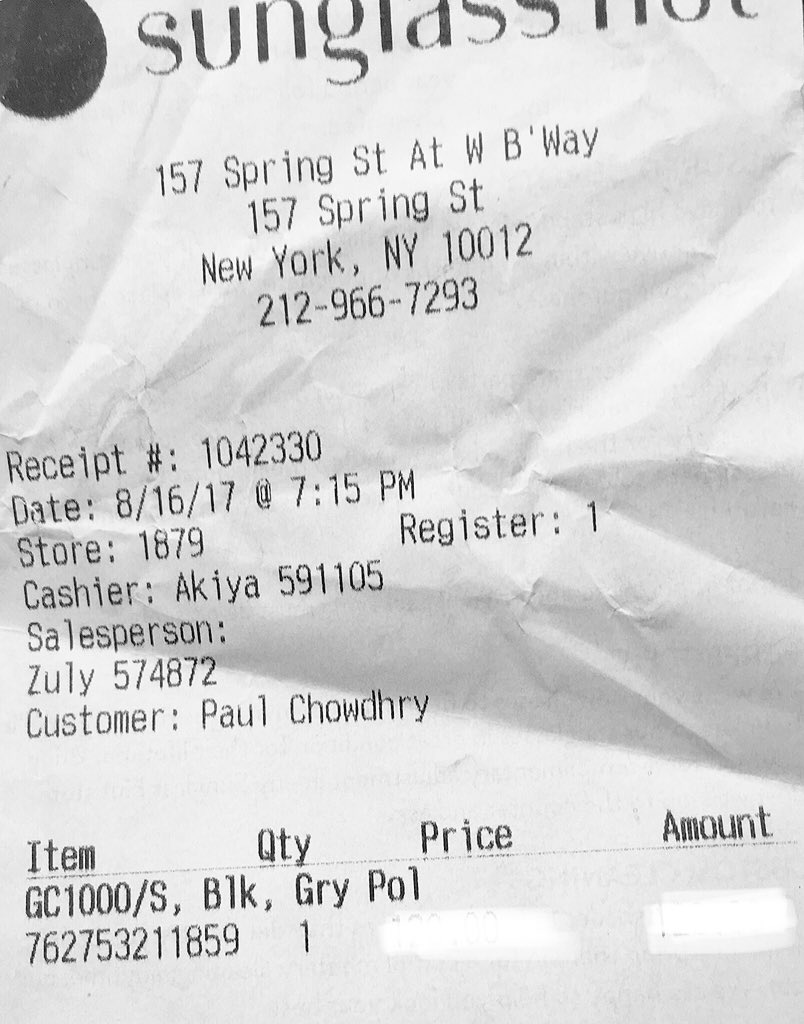 sunglass hut
157 Spring St At W B'Way
157 Spring St
New York, NY 10012
212-966-7293
Receipt #: 1042330
Date: 8/16/17 @ 7:15 PM
Store: 1879 Register: 1
Cashier: Akiya 591105
Salesperson:
Zuly 574872
Customer: Paul Chowdhry
Item Qty Price Amount
GC1000/S, Blk, Gry Pol
762753211859 1